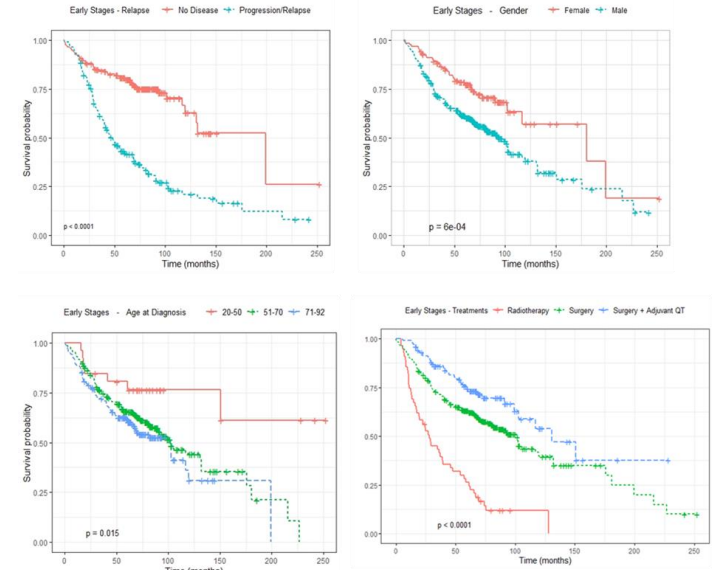 Early Stages - Relapse No Disease Progression/Relapse
Survival probability
1.00
0.75
0.50
0.25
0.00
p < 0.0001
0 50 100 150 200 250
Time (months)
Early Stages - Gender Female Male
Survival probability
1.00
0.75
0.50
0.25
0.00
p = 6e-04
0 50 100 150 200 250
Time (months)
Early Stages - Age at Diagnosis 20-50 51-70 71-92
Survival probability
1.00
0.75
0.50
0.25
0.00
p = 0.015
0 50 100 150 200 250
Time (months)
Early Stages - Treatments Radiotherapy Surgery Surgery + Adjuvant QT
1.00
0.75
0.50
0.25
0.00
p < 0.0001
0 50 100 150 200 250
Time (months)